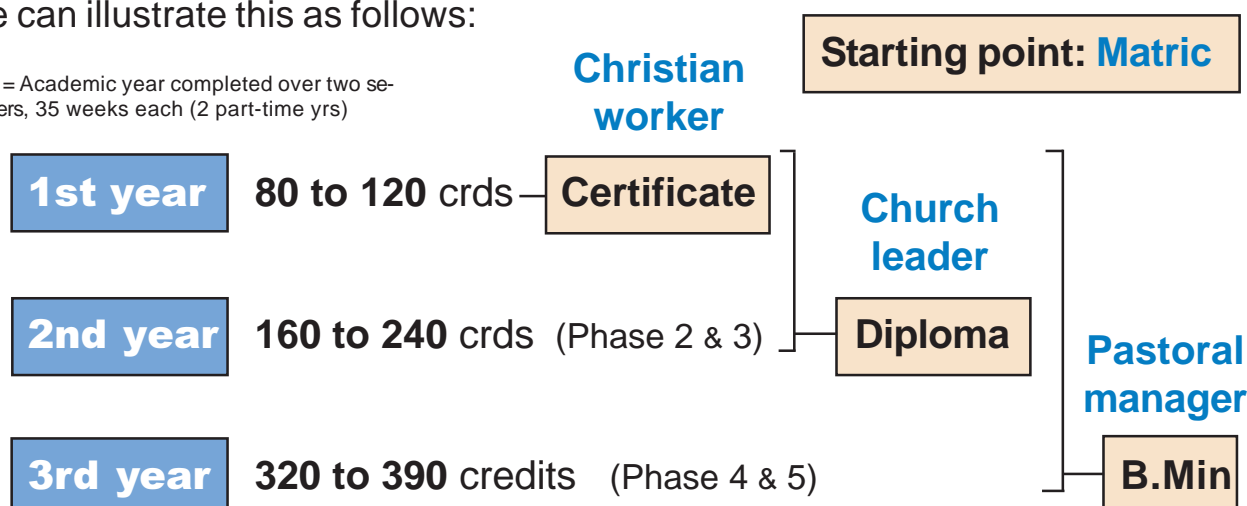 e can illustrate this as follows:
Starting point: Matric
= Academic year completed over two se-
ers, 35 weeks each (2 part-time yrs)
Christian
worker
1st year 80 to 120 crds Certificate
Church
leader
2nd year 160 to 240 crds (Phase 2 & 3) Diploma
Pastoral
manager
3rd year 320 to 390 credits (Phase 4 & 5) B.Min